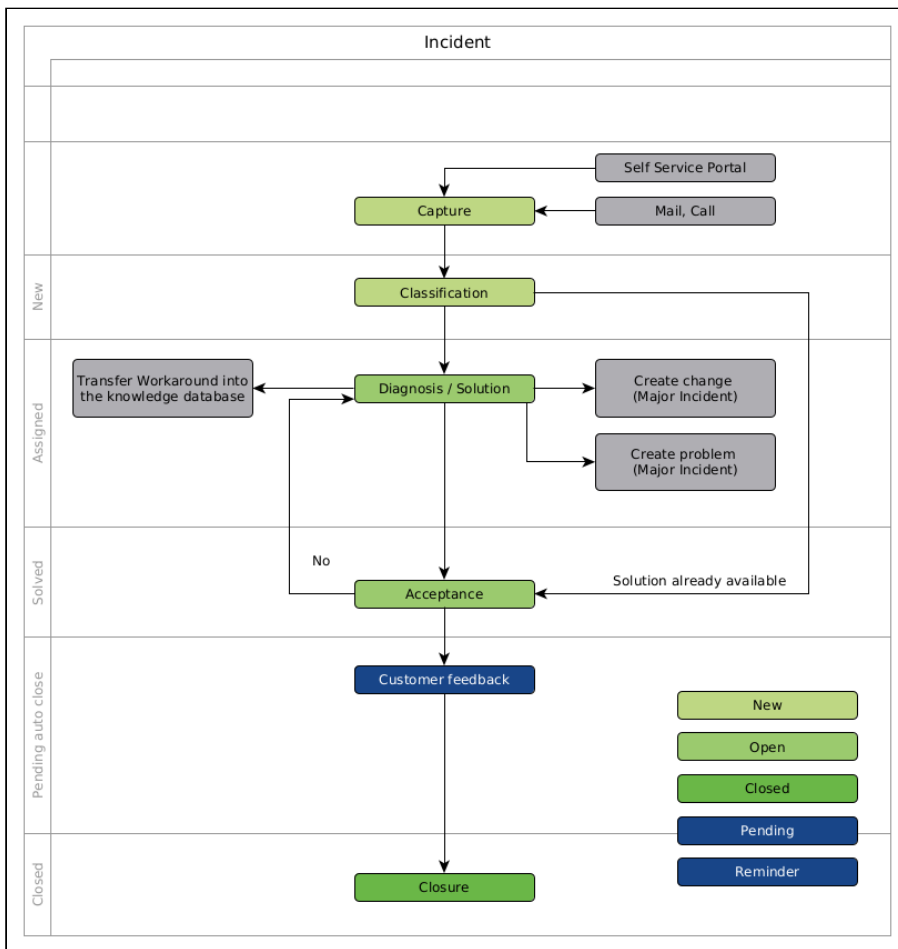 Incident
Self Service Portal
Capture
Mail, Call
New
Classification
Assigned
Transfer Workaround into
the knowledge database
Diagnosis / Solution
Create change
(Major Incident)
Create problem
(Major Incident)
Solved
No
Solution already available
Acceptance
Pending auto close
Customer feedback
New
Open
Closed
Pending
Reminder
Closed
Closure